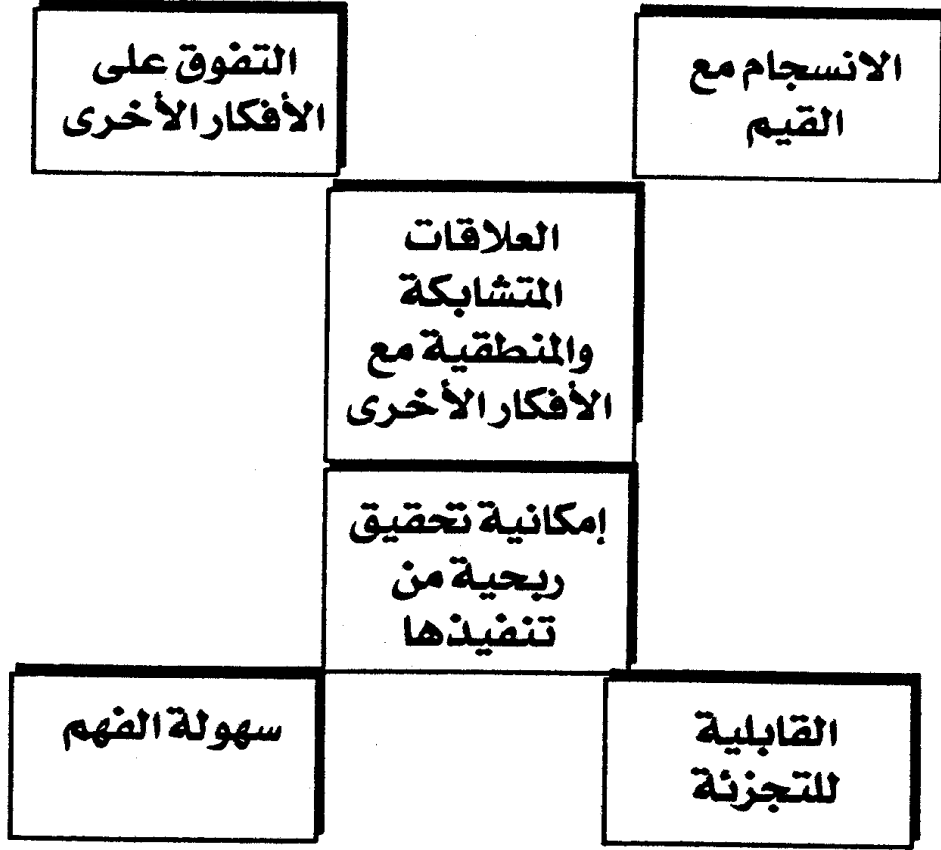 الانسجام مع
القيم
التفوق على
الأفكار الأخرى
العلاقات
المتشابكة
والمنطقية مع
الأفكار الأخرى
إمكانية تحقيق
ربحية من
تنفيذها
القابلية
للتجزئة
سهولة الفهم